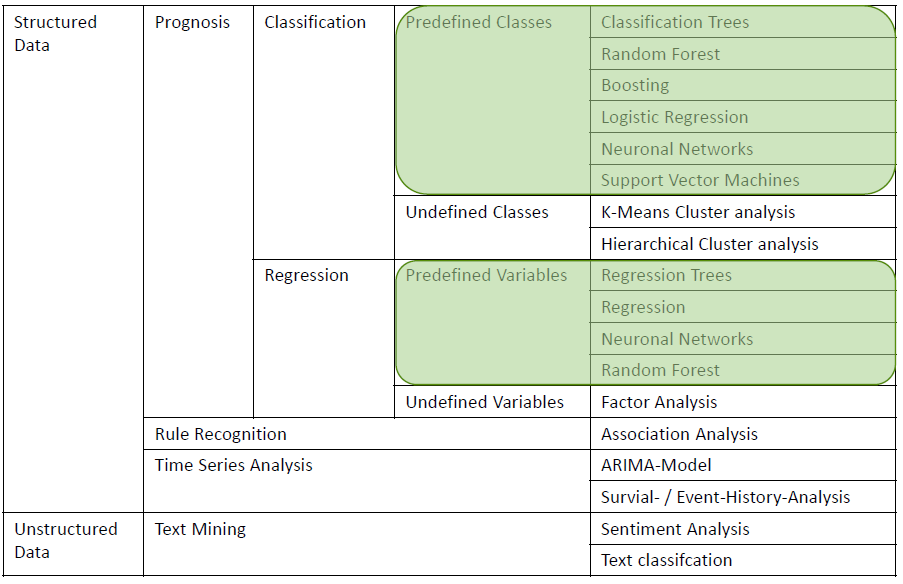 Structured Data
Prognosis
Classification
Predefined Classes
Classification Trees
Random Forest
Boosting
Logistic Regression
Neuronal Networks
Support Vector Machines
Undefined Classes
K-Means Cluster analysis
Hierarchical Cluster analysis
Regression
Predefined Variables
Regression Trees
Regression
Neuronal Networks
Random Forest
Undefined Variables
Factor Analysis
Rule Recognition
Association Analysis
Time Series Analysis
ARIMA-Model
Survial- / Event-History-Analysis
Unstructured Data
Text Mining
Sentiment Analysis
Text classifcation